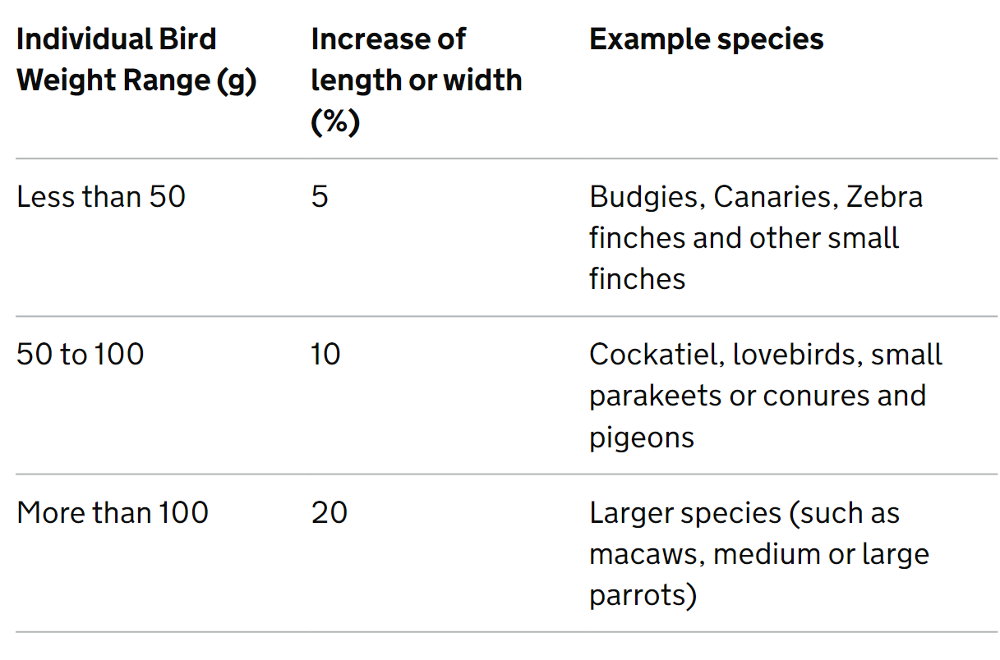 Individual Bird Weight Range (g)
Increase of length or width (%)
Example species
Less than 50
5
Budgies, Canaries, Zebra finches and other small finches
50 to 100
10
Cockatiel, lovebirds, small parakeets or conures and pigeons
More than 100
20
Larger species (such as macaws, medium or large parrots)